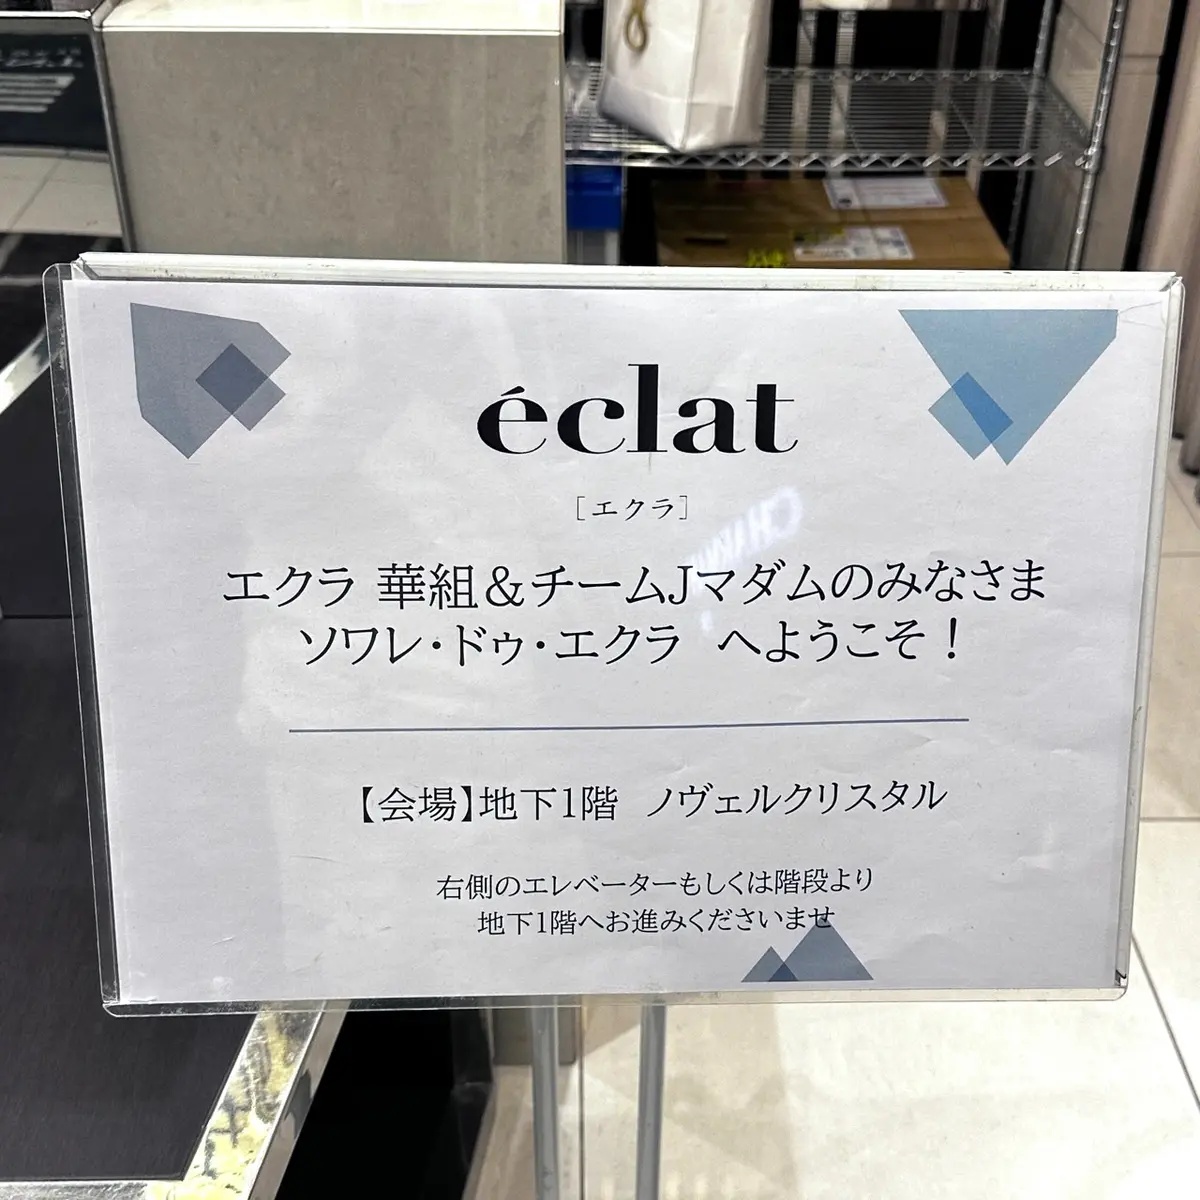 éclat
［エクラ］
エクラ 華組＆チームJマダムのみなさま
ソワレ・ドゥ・エクラ へようこそ！
【会場】地下1階 ノヴェルクリスタル
右側のエレベーターもしくは階段より
地下1階へお進みくださいませ